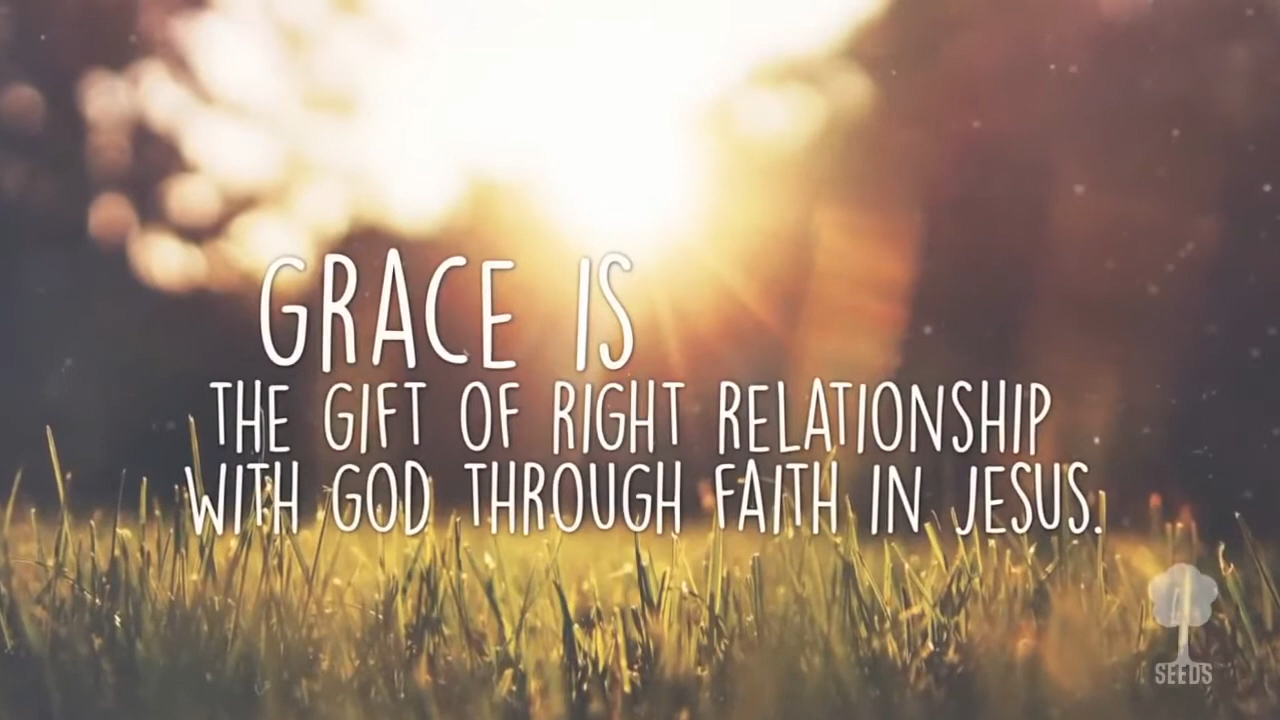 GRACE IS
THE GIFT OF RIGHT RELATIONSHIP
WITH GOD THROUGH FAITH IN JESUS.
SEEDS